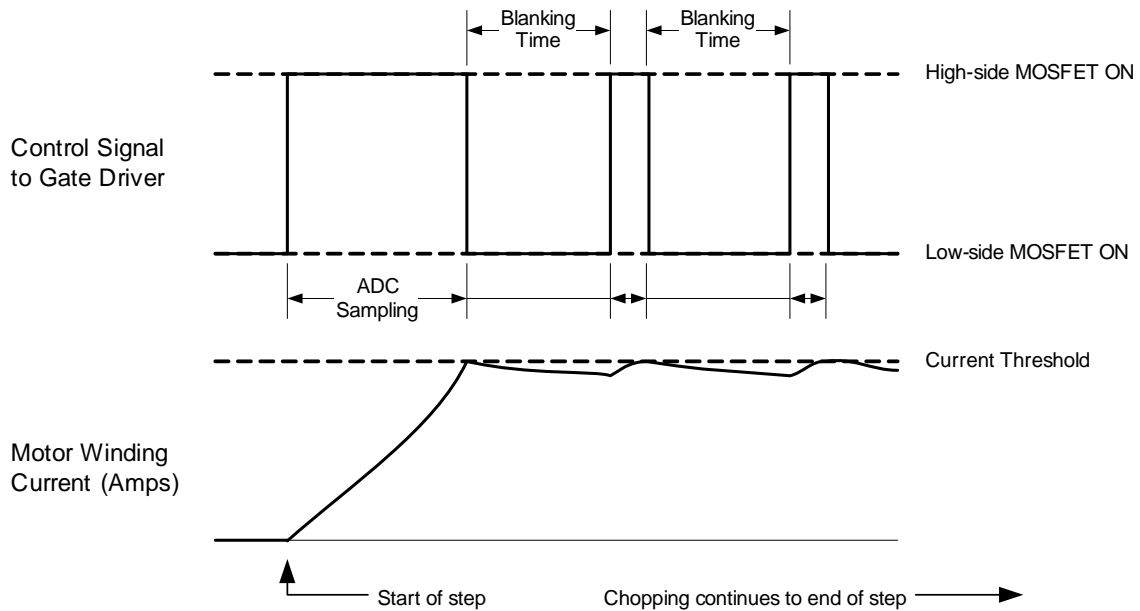 Blanking
Time
Blanking
Time
High-side MOSFET ON
Control Signal
to Gate Driver
Low-side MOSFET ON
ADC
Sampling
Current Threshold
Motor Winding
Current (Amps)
Start of step
Chopping continues to end of step